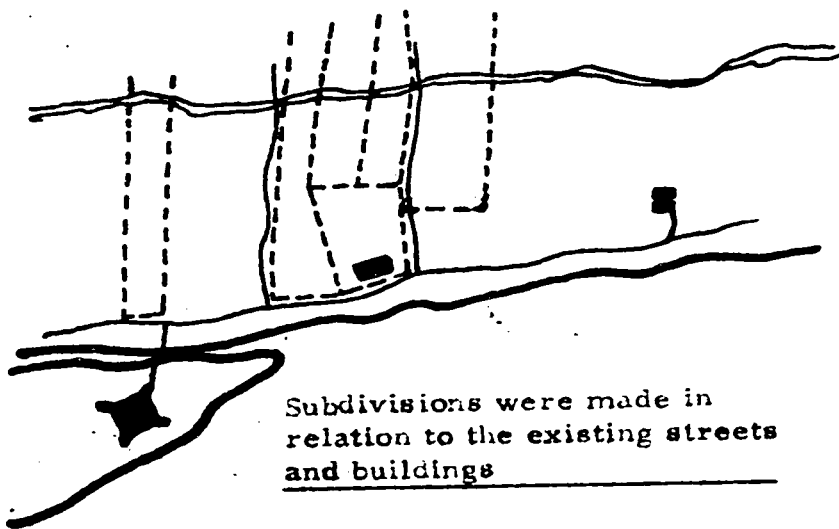 Subdivisions were made in
relation to the existing streets
and buildings